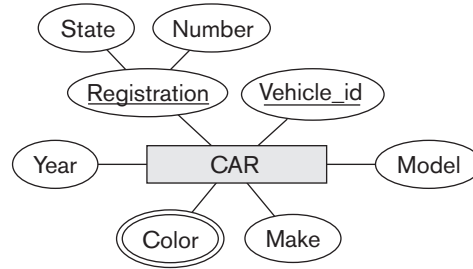 State
Number
Registration
Vehicle_id
Year
CAR
Model
Color
Make